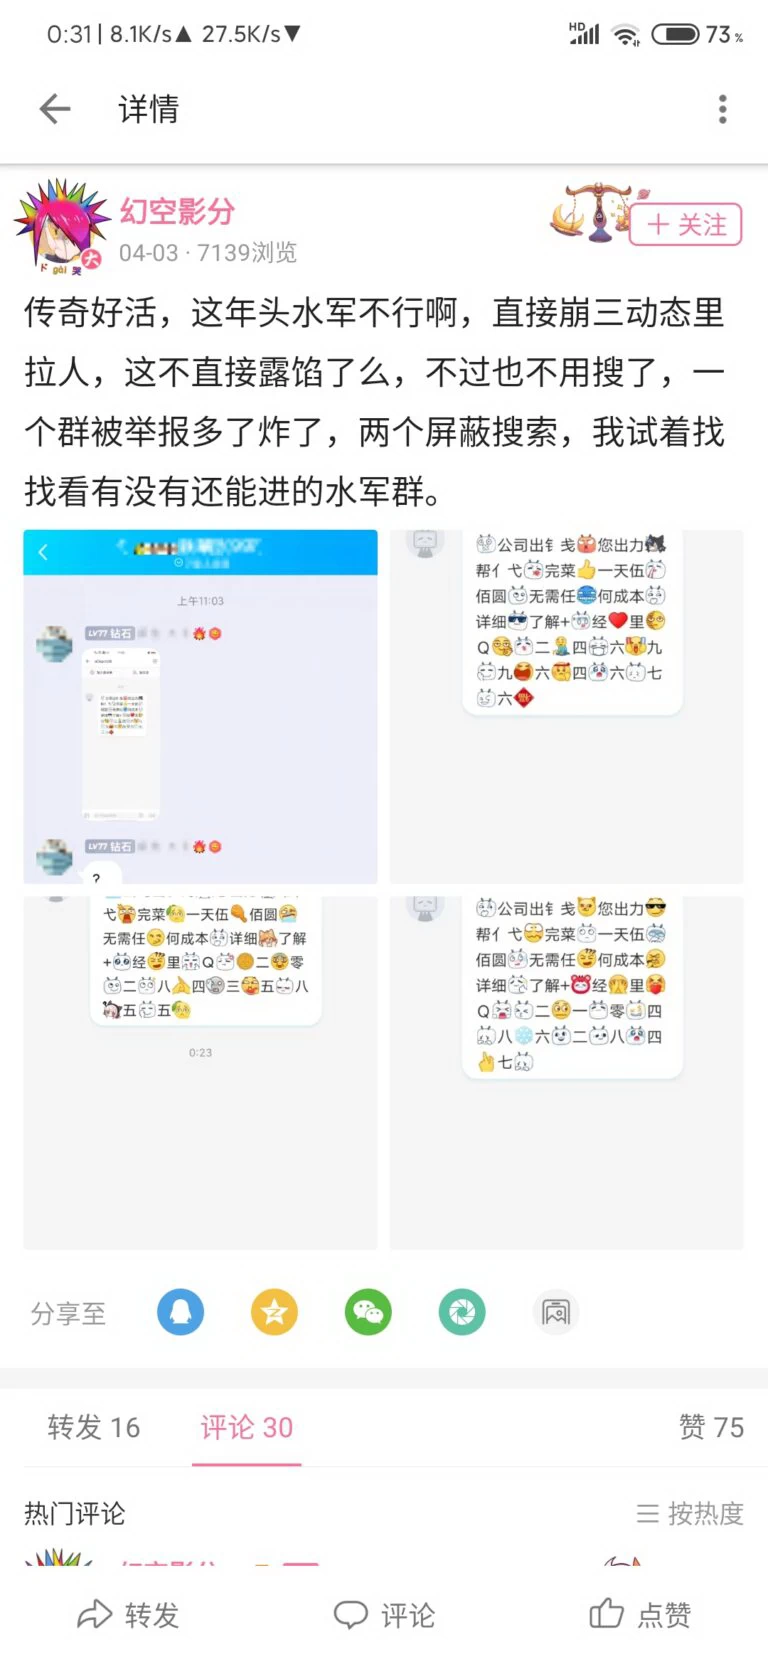 0:31 | 8.1K/s▲ 27.5K/s▼
HD
73%
详情
幻空影分
04-03 · 7139浏览
+ 关注
传奇好活，这年头水军不行啊，直接崩三动态里
拉人，这不直接露馅了么，不过也不用搜了，一
个群被举报多了炸了，两个屏蔽搜索，我试着找
找看有没有还能进的水军群。
上午11:03
LV77 钻石
LV77 钻石
?
公司出钅戋您出力
帮亻弋完菜一天伍
佰圆无需任何成本
详细了解+经里
Q二四六九
九六四六七
六
弋完菜一天伍佰圆
无需任何成本详细了解
+经里Q二零
二八四三五八
五五
0:23
公司出钅戋您出力
帮亻弋完菜一天伍
佰圆无需任何成本
详细了解+经里
Q二一零四
八六二八四
七
分享至
转发 16
评论 30
赞 75
热门评论
按热度
转发
评论
点赞